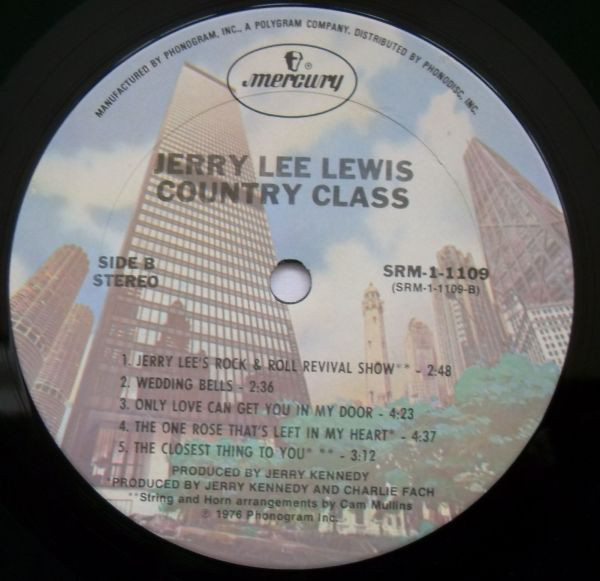 MANUFACTURED BY PHONOGRAM, INC., A POLYGRAM COMPANY. DISTRIBUTED BY PHONODISC, INC.
®
mercury
JERRY LEE LEWIS
COUNTRY CLASS
SIDE B
STEREO
SRM-1-1109
(SRM-1-1109-B)
1. JERRY LEE'S ROCK & ROLL REVIVAL SHOW** - 2:48
2. WEDDING BELLS - 2:36
3. ONLY LOVE CAN GET YOU IN MY DOOR - 4:23
4. THE ONE ROSE THAT'S LEFT IN MY HEART* - 4:37
5. THE CLOSEST THING TO YOU* ** - 3:12
PRODUCED BY JERRY KENNEDY
*PRODUCED BY JERRY KENNEDY AND CHARLIE FACH
**String and Horn arrangements by Cam Mullins
℗ 1976 Phonogram Inc.